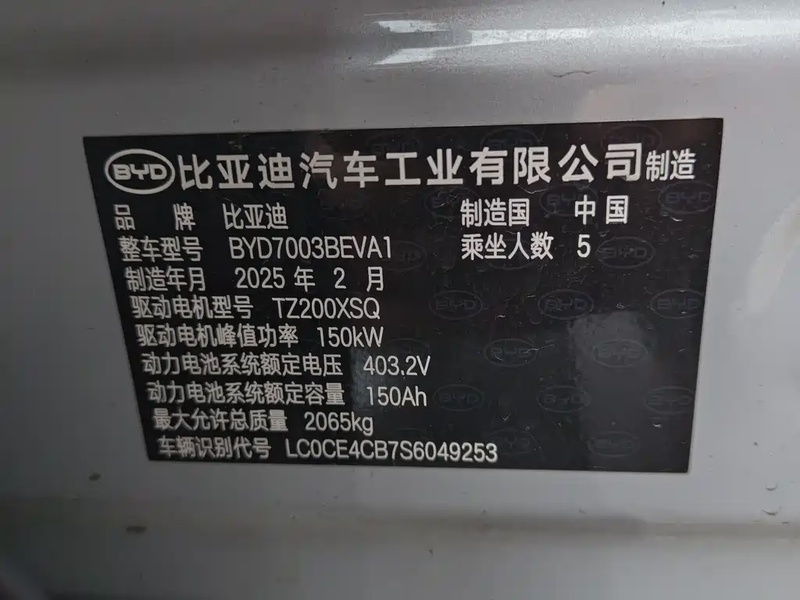 BYD 比亚迪汽车工业有限公司制造
品牌 比亚迪 制造国 中国
整车型号 BYD7003BEVA1 乘坐人数 5
制造年月 2025 年 2 月
驱动电机型号 TZ200XSQ
驱动电机峰值功率 150kW
动力电池系统额定电压 403.2V
动力电池系统额定容量 150Ah
最大允许总质量 2065kg
车辆识别代号 LC0CE4CB7S6049253